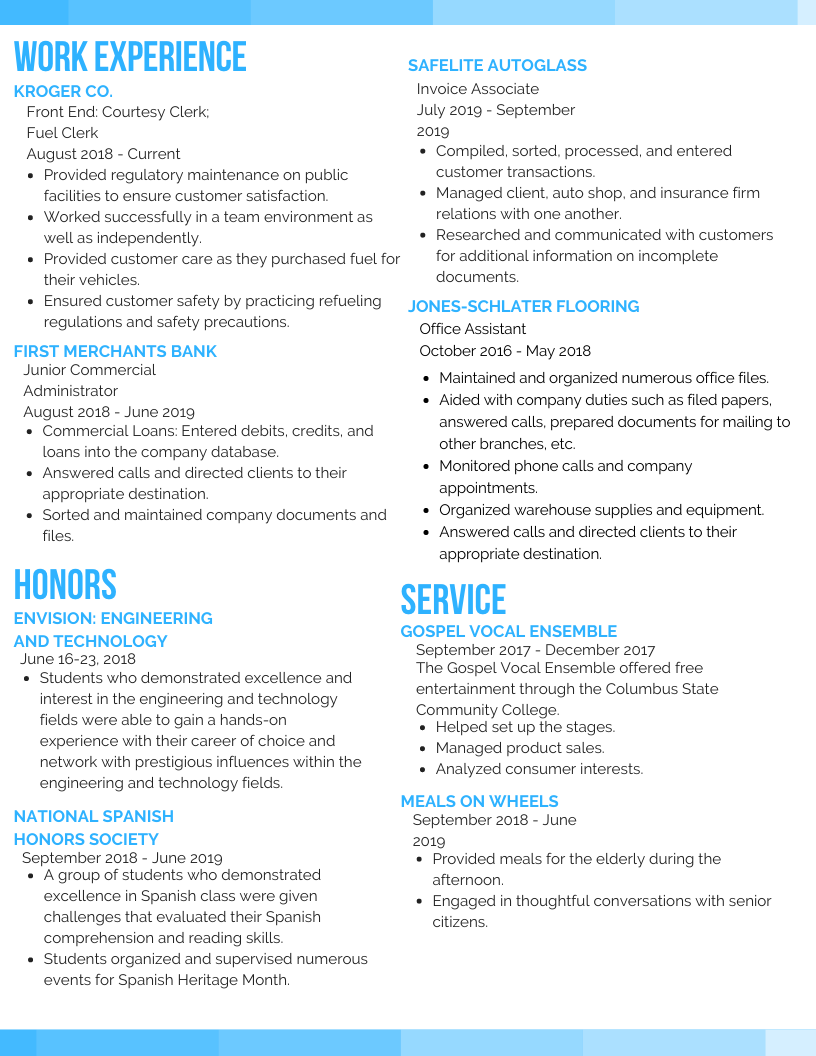 WORK EXPERIENCE
KROGER CO.
Front End: Courtesy Clerk;
Fuel Clerk
August 2018 - Current
• Provided regulatory maintenance on public
facilities to ensure customer satisfaction.
• Worked successfully in a team environment as
well as independently.
• Provided customer care as they purchased fuel for
their vehicles.
• Ensured customer safety by practicing refueling
regulations and safety precautions.
FIRST MERCHANTS BANK
Junior Commercial
Administrator
August 2018 - June 2019
• Commercial Loans: Entered debits, credits, and
loans into the company database.
• Answered calls and directed clients to their
appropriate destination.
• Sorted and maintained company documents and
files.
HONORS
ENVISION: ENGINEERING
AND TECHNOLOGY
June 16-23, 2018
• Students who demonstrated excellence and
interest in the engineering and technology
fields were able to gain a hands-on
experience with their career of choice and
network with prestigious influences within the
engineering and technology fields.
NATIONAL SPANISH
HONORS SOCIETY
September 2018 - June 2019
• A group of students who demonstrated
excellence in Spanish class were given
challenges that evaluated their Spanish
comprehension and reading skills.
• Students organized and supervised numerous
events for Spanish Heritage Month.
SAFELITE AUTOGLASS
Invoice Associate
July 2019 - September
2019
• Compiled, sorted, processed, and entered
customer transactions.
• Managed client, auto shop, and insurance firm
relations with one another.
• Researched and communicated with customers
for additional information on incomplete
documents.
JONES-SCHLATER FLOORING
Office Assistant
October 2016 - May 2018
• Maintained and organized numerous office files.
• Aided with company duties such as filed papers,
answered calls, prepared documents for mailing to
other branches, etc.
• Monitored phone calls and company
appointments.
• Organized warehouse supplies and equipment.
• Answered calls and directed clients to their
appropriate destination.
SERVICE
GOSPEL VOCAL ENSEMBLE
September 2017 - December 2017
The Gospel Vocal Ensemble offered free
entertainment through the Columbus State
Community College.
• Helped set up the stages.
• Managed product sales.
• Analyzed consumer interests.
MEALS ON WHEELS
September 2018 - June
2019
• Provided meals for the elderly during the
afternoon.
• Engaged in thoughtful conversations with senior
citizens.